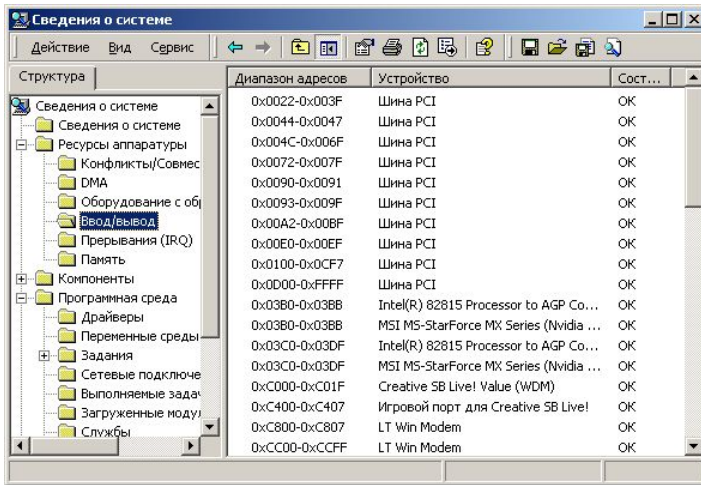 Сведения о системе
Действие Вид Сервис
Структура
Диапазон адресов Устройство Сост...
Сведения о системе
Сведения о системе
Ресурсы аппаратуры
Конфликты/Совмес
DMA
Оборудование с обр
Ввод/вывод
Прерывания (IRQ)
Память
Компоненты
Программная среда
Драйверы
Переменные среды
Задания
Сетевые подключе
Выполняемые задач
Загруженные модул
Службы
0x0022-0x003F Шина PCI OK
0x0044-0x0047 Шина PCI OK
0x004C-0x006F Шина PCI OK
0x0072-0x007F Шина PCI OK
0x0090-0x0091 Шина PCI OK
0x0093-0x009F Шина PCI OK
0x00A2-0x00BF Шина PCI OK
0x00E0-0x00EF Шина PCI OK
0x0100-0x0CF7 Шина PCI OK
0x0D00-0xFFFF Шина PCI OK
0x03B0-0x03BB Intel(R) 82815 Processor to AGP Co... OK
0x03B0-0x03BB MSI MS-StarForce MX Series (Nvidia ... OK
0x03C0-0x03DF Intel(R) 82815 Processor to AGP Co... OK
0x03C0-0x03DF MSI MS-StarForce MX Series (Nvidia ... OK
0xC000-0xC01F Creative SB Live! Value (WDM) OK
0xC400-0xC407 Игровой порт для Creative SB Live! OK
0xC800-0xC807 LT Win Modem OK
0xCC00-0xCCFF LT Win Modem OK